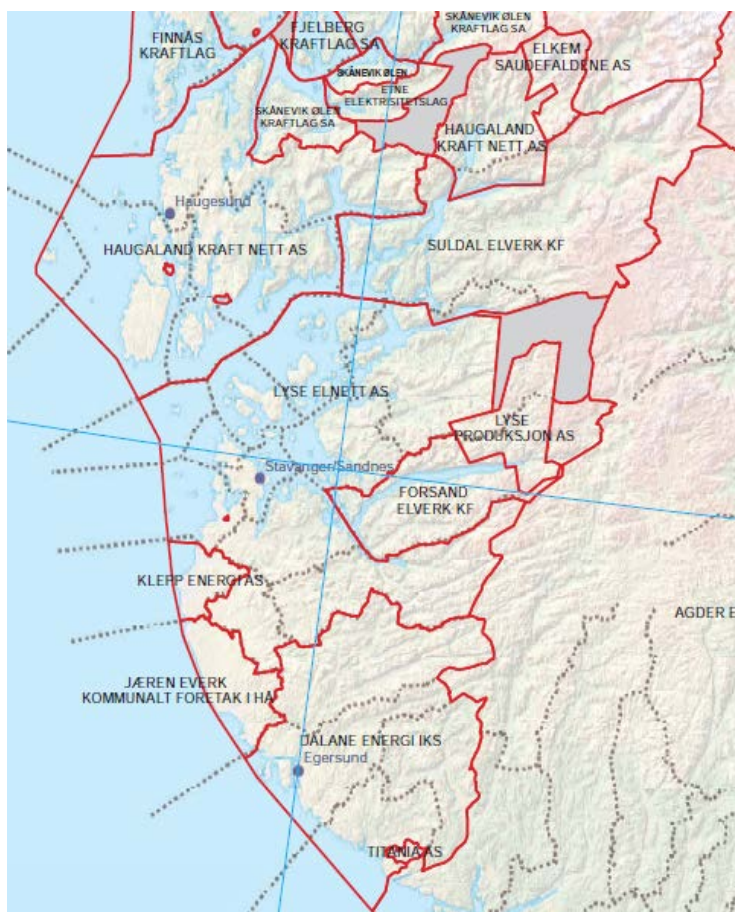 FINNÅS
KRAFTLAG
FJELBERG
KRAFTLAG SA
SKÅNEVIK ØLEN
KRAFTLAG SA
ELKEM
SAUDEFALDENE AS
SKÅNEVIK ØLEN
ETNE
ELEKTRISITETSLAG
SKÅNEVIK ØLEN
KRAFTLAG SA
HAUGALAND
KRAFT NETT AS
Haugesund
HAUGALAND KRAFT NETT AS
SULDAL ELVERK KF
LYSE ELNETT AS
LYSE
PRODUKSJON AS
Stavanger/Sandnes
FORSAND
ELVERK KF
KLEPP ENERGI AS
AGDER E
JÆREN EVERK
KOMMUNALT FORETAK I HÅ
DALANE ENERGI IKS
Egersund
TITANIA AS